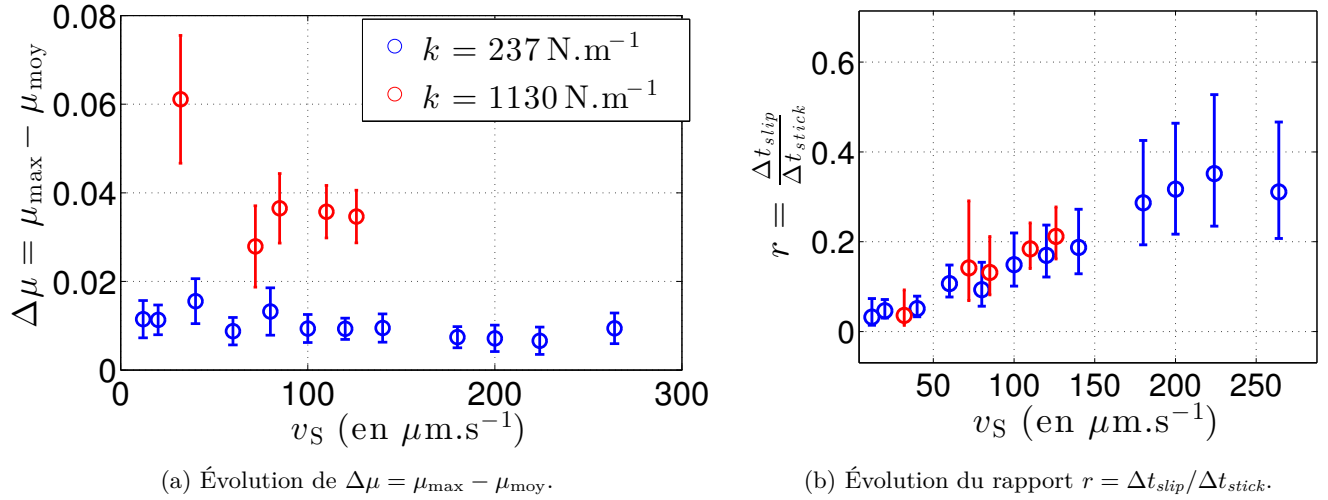 Δμ = μmax − μmoy
0.08
0.06
0.04
0.02
0
0
100
200
300
vS (en μm.s⁻¹)
k = 237 N.m⁻¹
k = 1130 N.m⁻¹
(a) Évolution de Δμ = μmax − μmoy.
r = Δtslip/Δtstick
0.6
0.4
0.2
0
50
100
150
200
250
vS (en μm.s⁻¹)
(b) Évolution du rapport r = Δtslip/Δtstick.